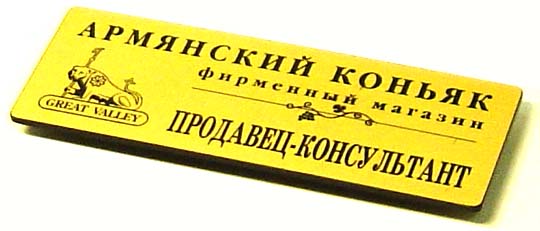 АРМЯНСКИЙ КОНЬЯК
фирменный магазин
GREAT VALLEY
ПРОДАВЕЦ-КОНСУЛЬТАНТ